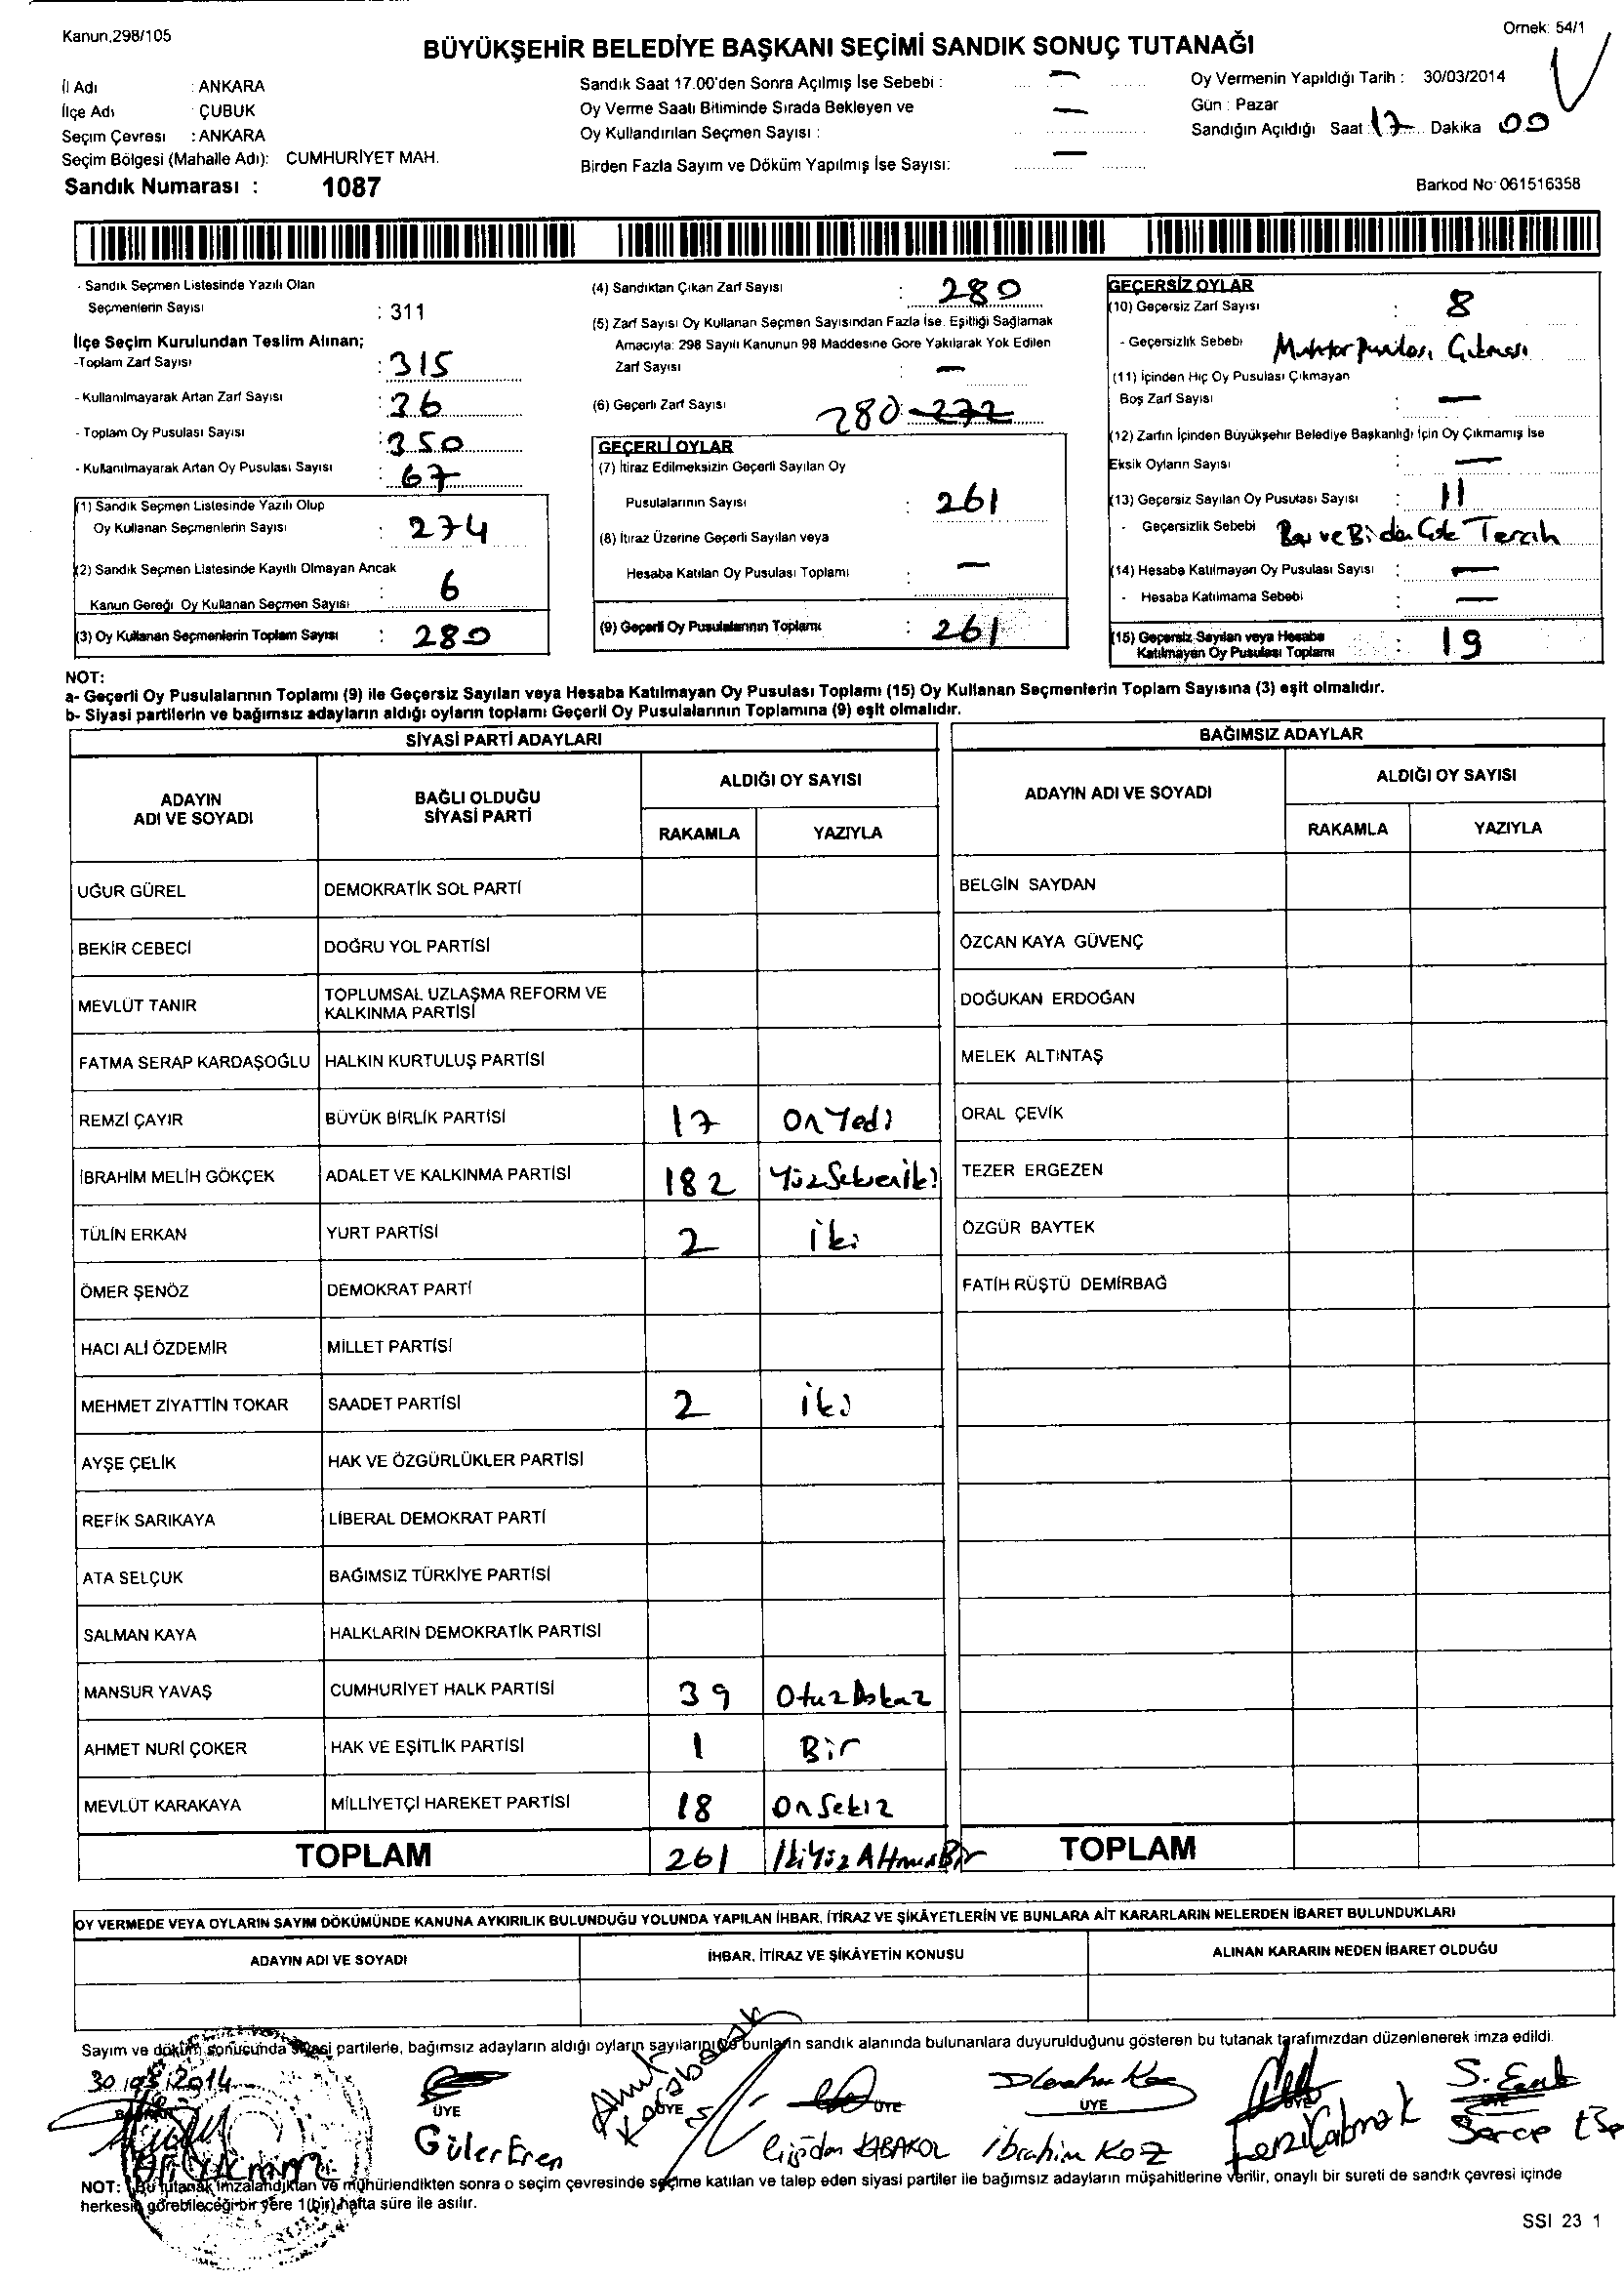 Kanun,298/105
Örnek: 54/1
BÜYÜKŞEHİR BELEDİYE BAŞKANI SEÇİMİ SANDIK SONUÇ TUTANAĞI
İl Adı : ANKARA
İlçe Adı : ÇUBUK
Seçim Çevresi : ANKARA
Seçim Bölgesi (Mahalle Adı): CUMHURİYET MAH.
Sandık Numarası : 1087
Sandık Saat 17.00'den Sonra Açılmış İse Sebebi : —
Oy Verme Saati Bitiminde Sırada Bekleyen ve
Oy Kullandırılan Seçmen Sayısı : —
Birden Fazla Sayım ve Döküm Yapılmış İse Sayısı: —
Oy Vermenin Yapıldığı Tarih : 30/03/2014
Gün : Pazar
Sandığın Açıldığı Saat : 17 Dakika 00
Barkod No: 061516358
- Sandık Seçmen Listesinde Yazılı Olan
Seçmenlerin Sayısı : 311
İlçe Seçim Kurulundan Teslim Alınan;
-Toplam Zarf Sayısı : 315
- Kullanılmayarak Artan Zarf Sayısı : 36
- Toplam Oy Pusulası Sayısı : 350
- Kullanılmayarak Artan Oy Pusulası Sayısı : 67
(1) Sandık Seçmen Listesinde Yazılı Olup
Oy Kullanan Seçmenlerin Sayısı : 274
(2) Sandık Seçmen Listesinde Kayıtlı Olmayan Ancak
Kanun Gereği Oy Kullanan Seçmen Sayısı : 6
(3) Oy Kullanan Seçmenlerin Toplam Sayısı : 280
(4) Sandıktan Çıkan Zarf Sayısı : 280
(5) Zarf Sayısı Oy Kullanan Seçmen Sayısından Fazla İse. Eşitliği Sağlamak
Amacıyla: 298 Sayılı Kanunun 98 Maddesine Göre Yakılarak Yok Edilen
Zarf Sayısı : —
(6) Geçerli Zarf Sayısı 280 272
GEÇERLİ OYLAR
(7) İtiraz Edilmeksizin Geçerli Sayılan Oy
Pusulalarının Sayısı : 261
(8) İtiraz Üzerine Geçerli Sayılan veya
Hesaba Katılan Oy Pusulası Toplamı : —
(9) Geçerli Oy Pusulalarının Toplamı : 261
GEÇERSİZ OYLAR
(10) Geçersiz Zarf Sayısı : 8
- Geçersizlik Sebebi Muhtar Pusulası Çıkması
(11) İçinden Hiç Oy Pusulası Çıkmayan
Boş Zarf Sayısı : —
(12) Zarfın İçinden Büyükşehir Belediye Başkanlığı İçin Oy Çıkmamış İse
Eksik Oyların Sayısı : —
(13) Geçersiz Sayılan Oy Pusulası Sayısı : 11
- Geçersizlik Sebebi Boş ve Birden Çok Tercih
(14) Hesaba Katılmayan Oy Pusulası Sayısı : —
- Hesaba Katılmama Sebebi : —
(15) Geçersiz Sayılan veya Hesaba
Katılmayan Oy Pusulası Toplamı : 19
NOT:
a- Geçerli Oy Pusulalarının Toplamı (9) ile Geçersiz Sayılan veya Hesaba Katılmayan Oy Pusulası Toplamı (15) Oy Kullanan Seçmenlerin Toplam Sayısına (3) eşit olmalıdır.
b- Siyasi partilerin ve bağımsız adayların aldığı oyların toplamı Geçerli Oy Pusulalarının Toplamına (9) eşit olmalıdır.
SİYASİ PARTİ ADAYLARI
ADAYIN ADI VE SOYADI BAĞLI OLDUĞU SİYASİ PARTİ ALDIĞI OY SAYISI
RAKAMLA YAZIYLA
UĞUR GÜREL DEMOKRATİK SOL PARTİ
BEKİR CEBECİ DOĞRU YOL PARTİSİ
MEVLÜT TANIR TOPLUMSAL UZLAŞMA REFORM VE KALKINMA PARTİSİ
FATMA SERAP KARDAŞOĞLU HALKIN KURTULUŞ PARTİSİ
REMZİ ÇAYIR BÜYÜK BİRLİK PARTİSİ 17 On Yedi
İBRAHİM MELİH GÖKÇEK ADALET VE KALKINMA PARTİSİ 182 Yüz Seksen İki
TÜLİN ERKAN YURT PARTİSİ 2 iki
ÖMER ŞENÖZ DEMOKRAT PARTİ
HACI ALİ ÖZDEMİR MİLLET PARTİSİ
MEHMET ZİYATTİN TOKAR SAADET PARTİSİ 2 iki
AYŞE ÇELİK HAK VE ÖZGÜRLÜKLER PARTİSİ
REFİK SARIKAYA LİBERAL DEMOKRAT PARTİ
ATA SELÇUK BAĞIMSIZ TÜRKİYE PARTİSİ
SALMAN KAYA HALKLARIN DEMOKRATİK PARTİSİ
MANSUR YAVAŞ CUMHURİYET HALK PARTİSİ 39 Otuz Dokuz
AHMET NURİ ÇOKER HAK VE EŞİTLİK PARTİSİ 1 Bir
MEVLÜT KARAKAYA MİLLİYETÇİ HAREKET PARTİSİ 18 On Sekiz
TOPLAM 261 İki Yüz Altmış Bir
BAĞIMSIZ ADAYLAR
ADAYIN ADI VE SOYADI ALDIĞI OY SAYISI
RAKAMLA YAZIYLA
BELGİN SAYDAN
ÖZCAN KAYA GÜVENÇ
DOĞUKAN ERDOĞAN
MELEK ALTINTAŞ
ORAL ÇEVİK
TEZER ERGEZEN
ÖZGÜR BAYTEK
FATİH RÜŞTÜ DEMİRBAĞ
TOPLAM
OY VERMEDE VEYA OYLARIN SAYIM DÖKÜMÜNDE KANUNA AYKIRILIK BULUNDUĞU YOLUNDA YAPILAN İHBAR, İTİRAZ VE ŞİKÂYETLERİN VE BUNLARA AİT KARARLARIN NELERDEN İBARET BULUNDUKLARI
ADAYIN ADI VE SOYADI İHBAR, İTİRAZ VE ŞİKÂYETİN KONUSU ALINAN KARARIN NEDEN İBARET OLDUĞU
Sayım ve döküm sonucunda siyasi partilerle, bağımsız adayların aldığı oyların sayılarını ve bunların sandık alanında bulunanlara duyurulduğunu gösteren bu tutanak tarafımızdan düzenlenerek imza edildi.
30/03/2014
ÜYE ÜYE ÜYE ÜYE
Güler Eren
Ahmet Karabacak
İbrahim Koz
S. Esp
NOT: Bu tutanak imzalandıktan ve mühürlendikten sonra o seçim çevresinde seçime katılan ve talep eden siyasi partiler ile bağımsız adayların müşahitlerine verilir, onaylı bir sureti de sandık çevresi içinde
herkesin görebileceği bir yere 1(bir) hafta süre ile asılır.
SSI 23 1